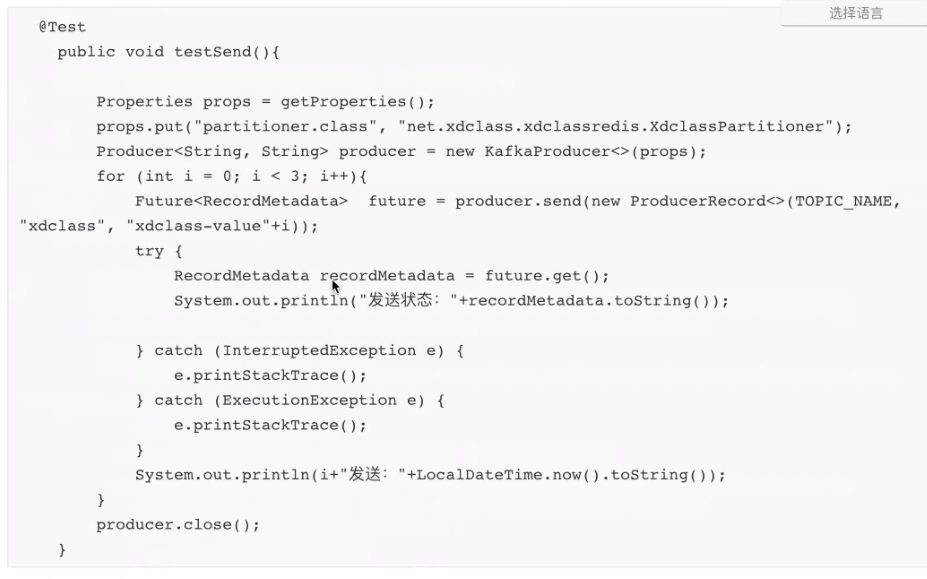 选择语言
@Test
public void testSend(){
Properties props = getProperties();
props.put("partitioner.class", "net.xdclass.xdclassredis.XdclassPartitioner");
Producer<String, String> producer = new KafkaProducer<>(props);
for (int i = 0; i < 3; i++){
Future<RecordMetadata>  future = producer.send(new ProducerRecord<>(TOPIC_NAME,
"xdclass", "xdclass-value"+i));
try {
RecordMetadata recordMetadata = future.get();
System.out.println("发送状态："+recordMetadata.toString());
} catch (InterruptedException e) {
e.printStackTrace();
} catch (ExecutionException e) {
e.printStackTrace();
}
System.out.println(i+"发送："+LocalDateTime.now().toString());
}
producer.close();
}